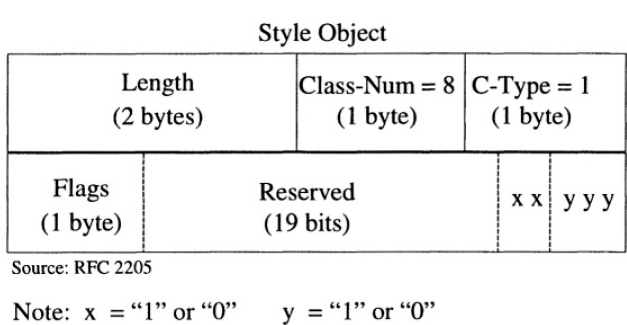 Style Object
Length
(2 bytes)
Class-Num = 8
(1 byte)
C-Type = 1
(1 byte)
Flags
(1 byte)
Reserved
(19 bits)
x x
y y y
Source: RFC 2205
Note: x = “1” or “0” y = “1” or “0”